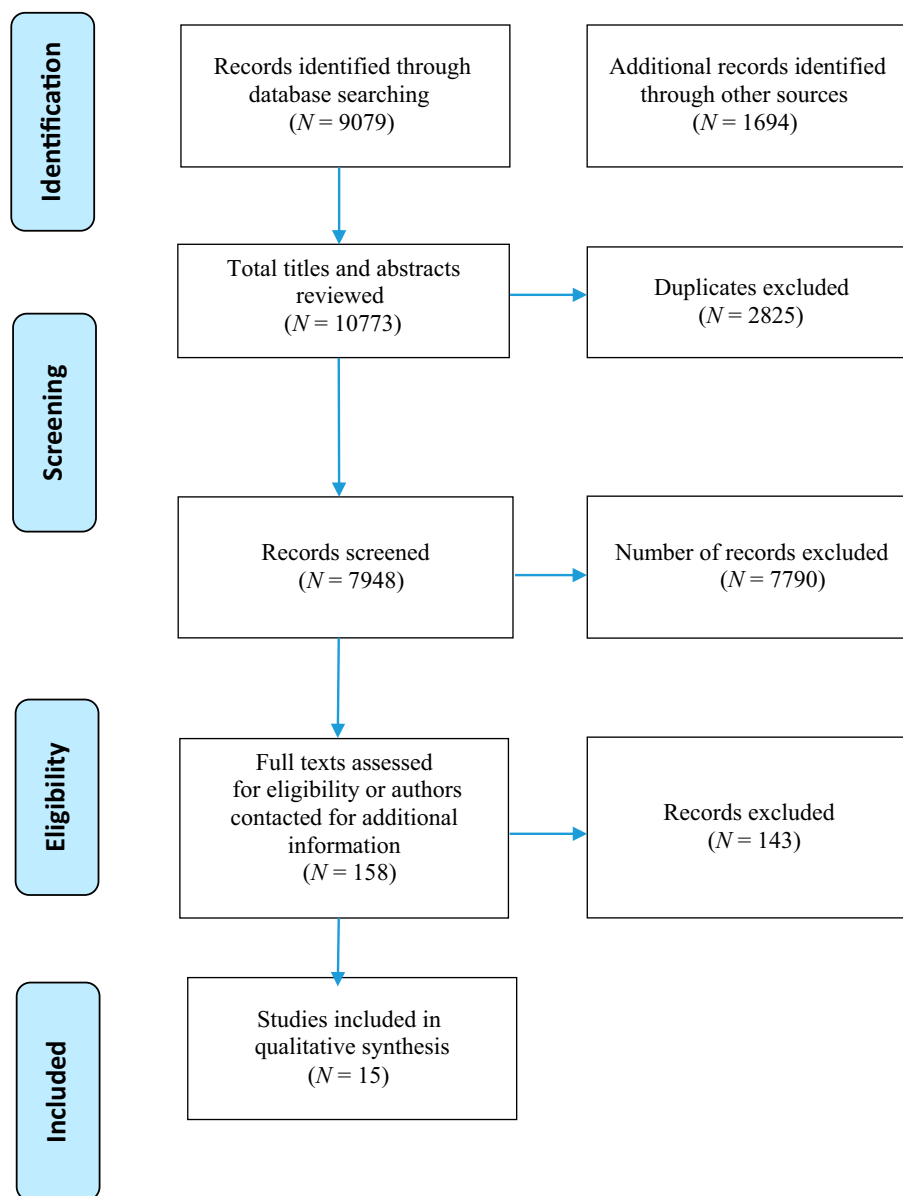 Identification
Records identified through
database searching
(N = 9079)
Additional records identified
through other sources
(N = 1694)
Total titles and abstracts
reviewed
(N = 10773)
Duplicates excluded
(N = 2825)
Screening
Records screened
(N = 7948)
Number of records excluded
(N = 7790)
Eligibility
Full texts assessed
for eligibility or authors
contacted for additional
information
(N = 158)
Records excluded
(N = 143)
Included
Studies included in
qualitative synthesis
(N = 15)